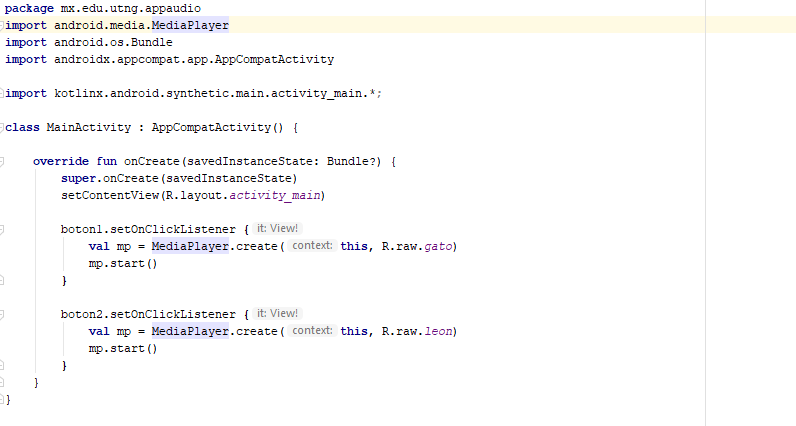 package mx.edu.utng.appaudio
import android.media.MediaPlayer
import android.os.Bundle
import androidx.appcompat.app.AppCompatActivity
import kotlinx.android.synthetic.main.activity_main.*;
class MainActivity : AppCompatActivity() {
override fun onCreate(savedInstanceState: Bundle?) {
super.onCreate(savedInstanceState)
setContentView(R.layout.activity_main)
boton1.setOnClickListener { it: View!
val mp = MediaPlayer.create( context: this, R.raw.gato)
mp.start()
}
boton2.setOnClickListener { it: View!
val mp = MediaPlayer.create( context: this, R.raw.leon)
mp.start()
}
}
}